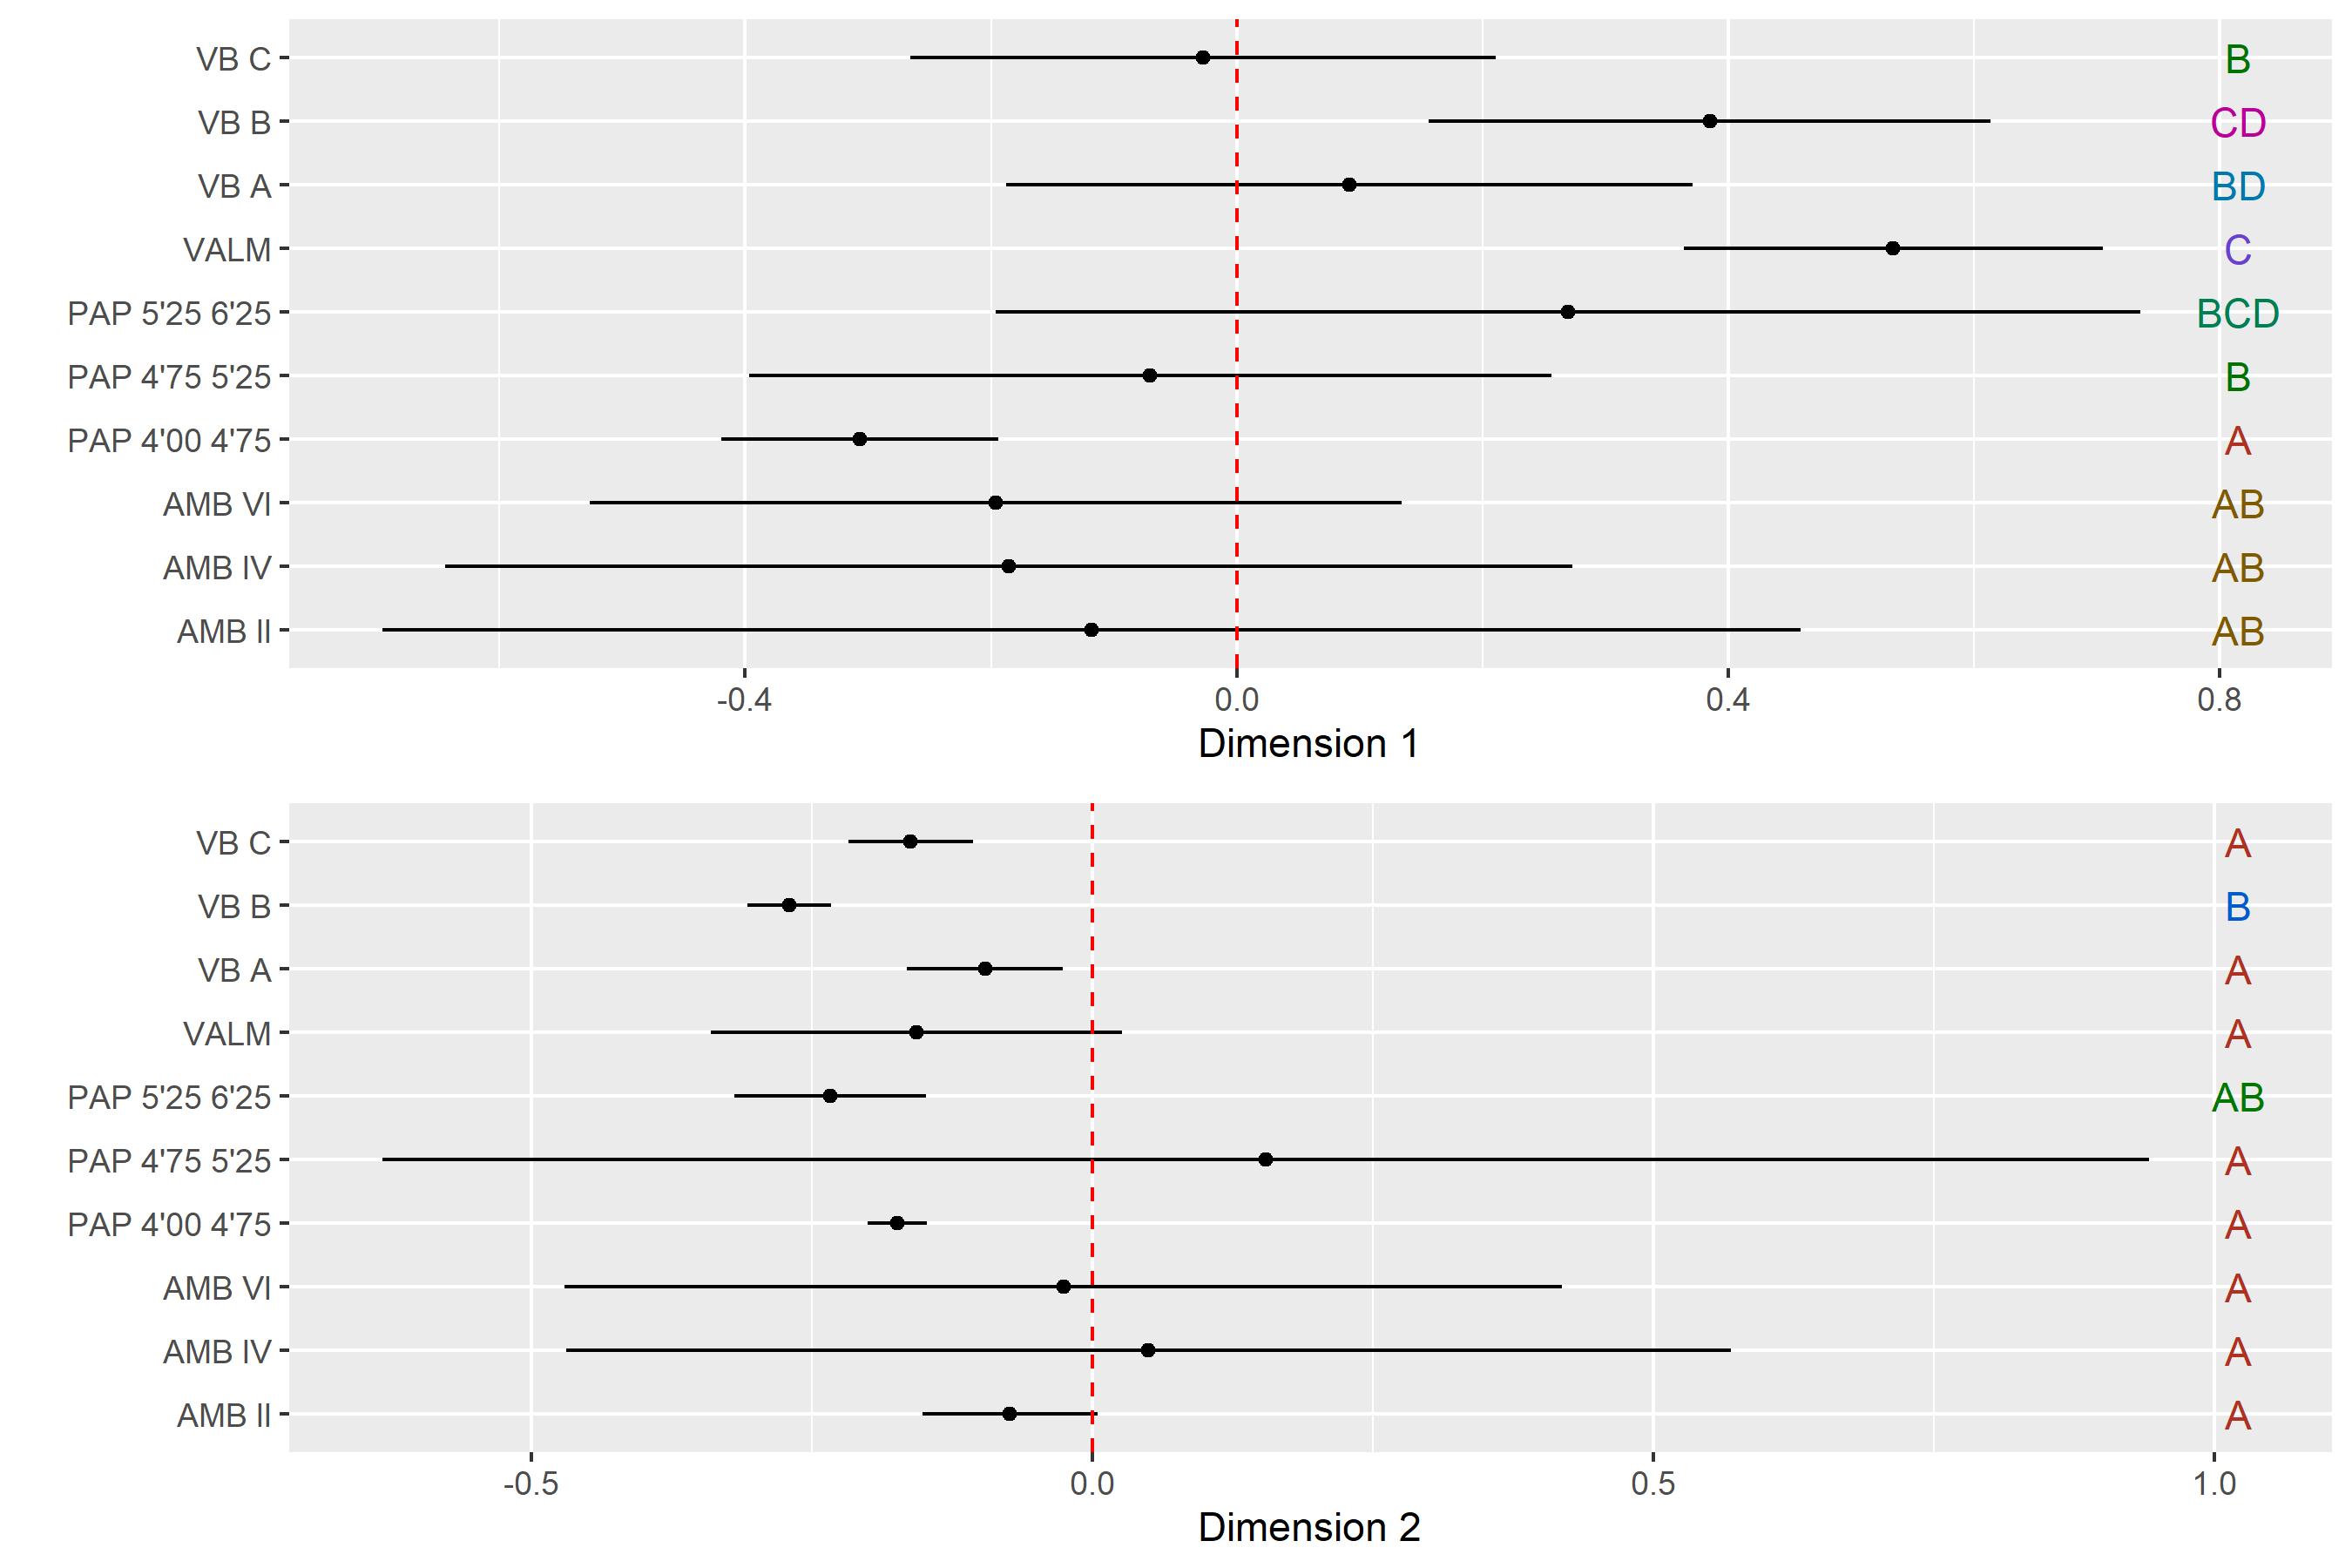 VB C B
VB B CD
VB A BD
VALM C
PAP 5'25 6'25 BCD
PAP 4'75 5'25 B
PAP 4'00 4'75 A
AMB VI AB
AMB IV AB
AMB II AB
-0.4 0.0 0.4 0.8
Dimension 1
VB C A
VB B B
VB A A
VALM A
PAP 5'25 6'25 AB
PAP 4'75 5'25 A
PAP 4'00 4'75 A
AMB VI A
AMB IV A
AMB II A
-0.5 0.0 0.5 1.0
Dimension 2